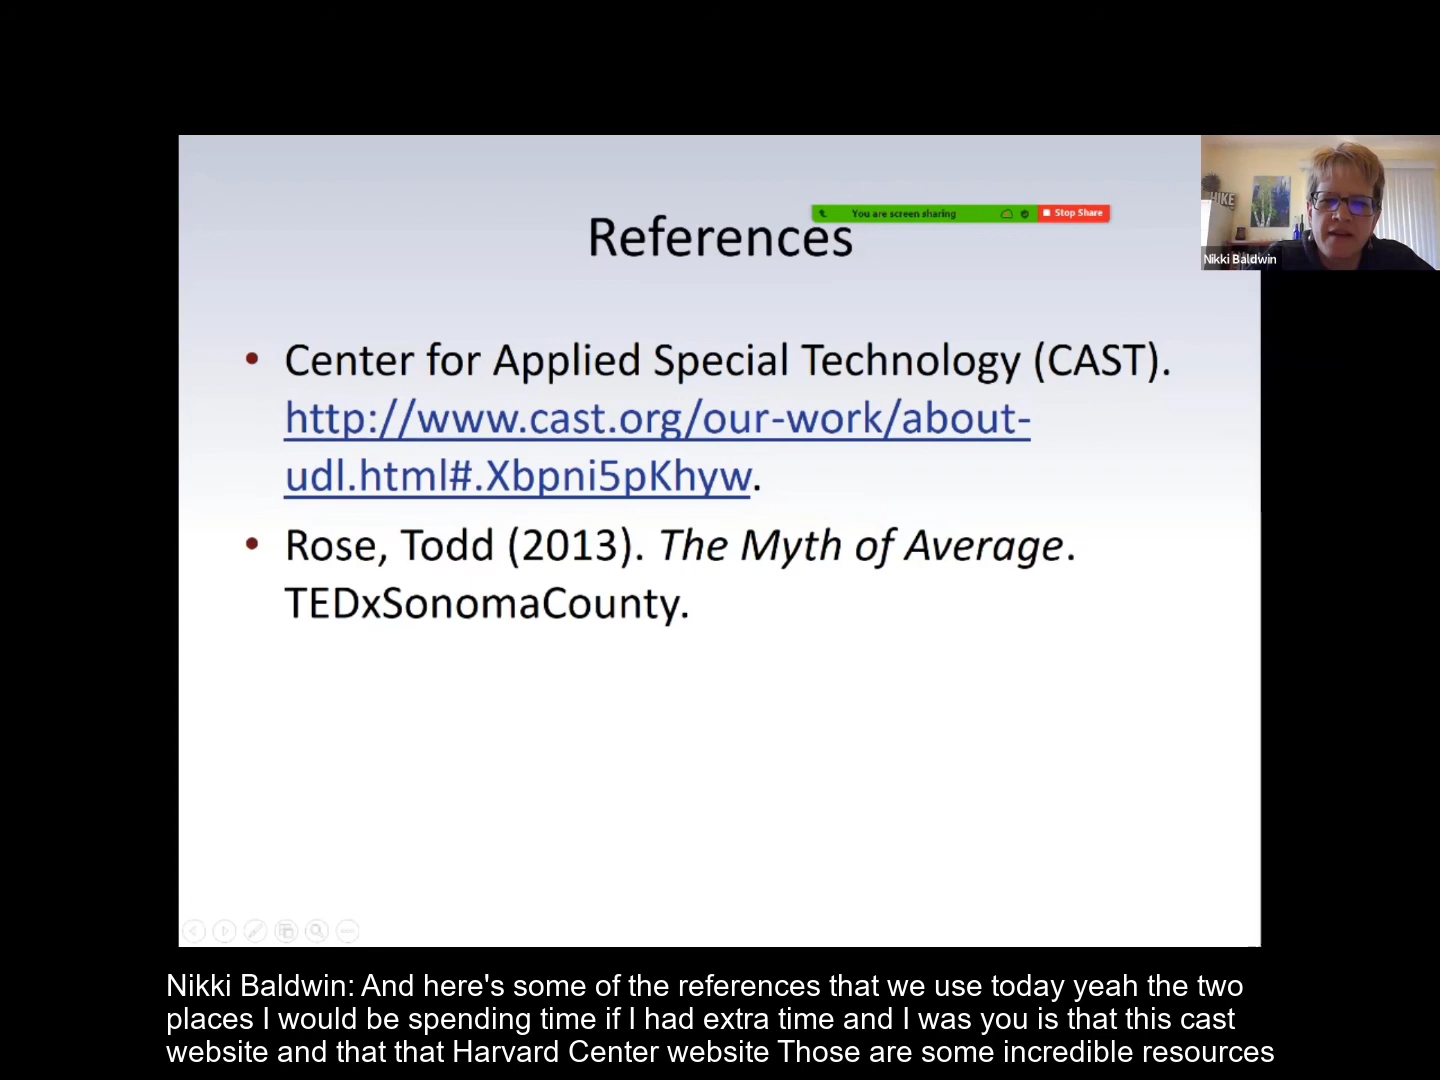 You are screen sharing
Stop Share
References
HIKE
Nikki Baldwin
• Center for Applied Special Technology (CAST).
http://www.cast.org/our-work/about-
udl.html#.Xbpni5pKhyw.
• Rose, Todd (2013). The Myth of Average.
TEDxSonomaCounty.
Nikki Baldwin: And here's some of the references that we use today yeah the two
places I would be spending time if I had extra time and I was you is that this cast
website and that that Harvard Center website Those are some incredible resources